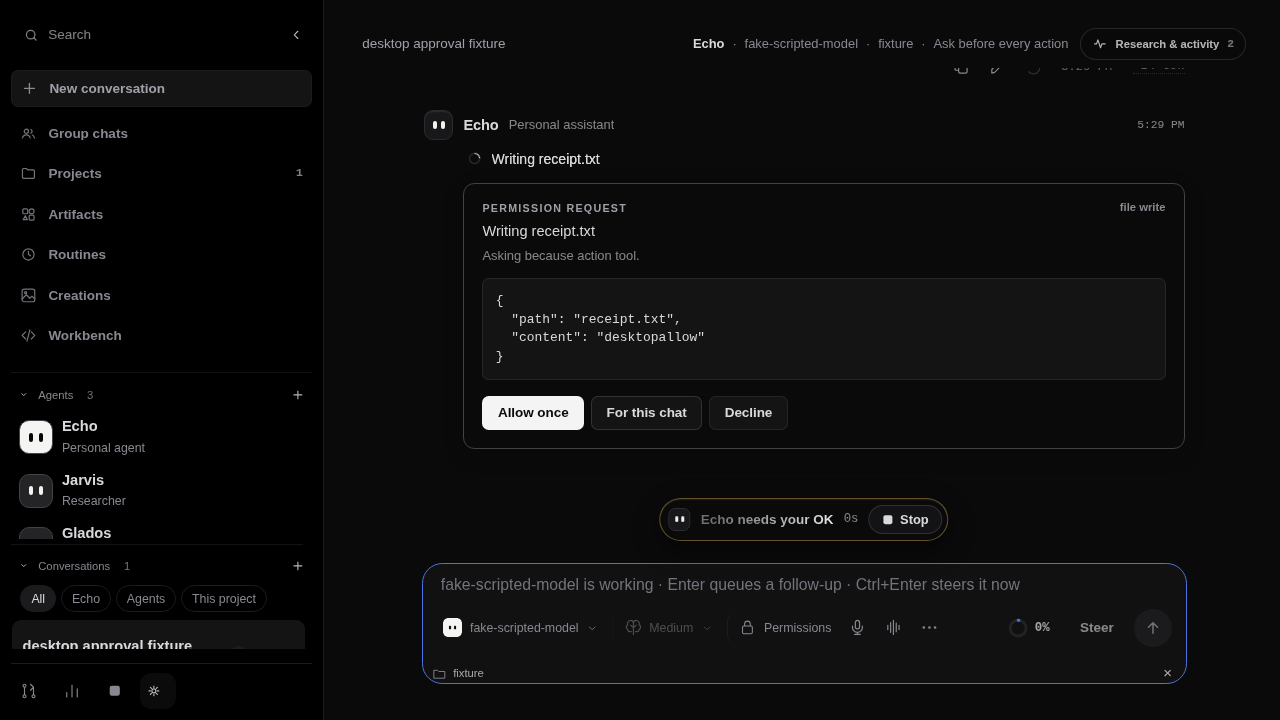 Search
New conversation
Group chats
Projects 1
Artifacts
Routines
Creations
Workbench
Agents 3
Echo
Personal agent
Jarvis
Researcher
Glados
Conversations 1
All Echo Agents This project
desktop approval fixture
desktop approval fixture
Echo · fake-scripted-model · fixture · Ask before every action
Research & activity 2
Echo Personal assistant 5:29 PM
Writing receipt.txt
PERMISSION REQUEST file write
Writing receipt.txt
Asking because action tool.
{
"path": "receipt.txt",
"content": "desktopallow"
}
Allow once For this chat Decline
Echo needs your OK 0s Stop
fake-scripted-model is working · Enter queues a follow-up · Ctrl+Enter steers it now
fake-scripted-model Medium Permissions 0% Steer
fixture